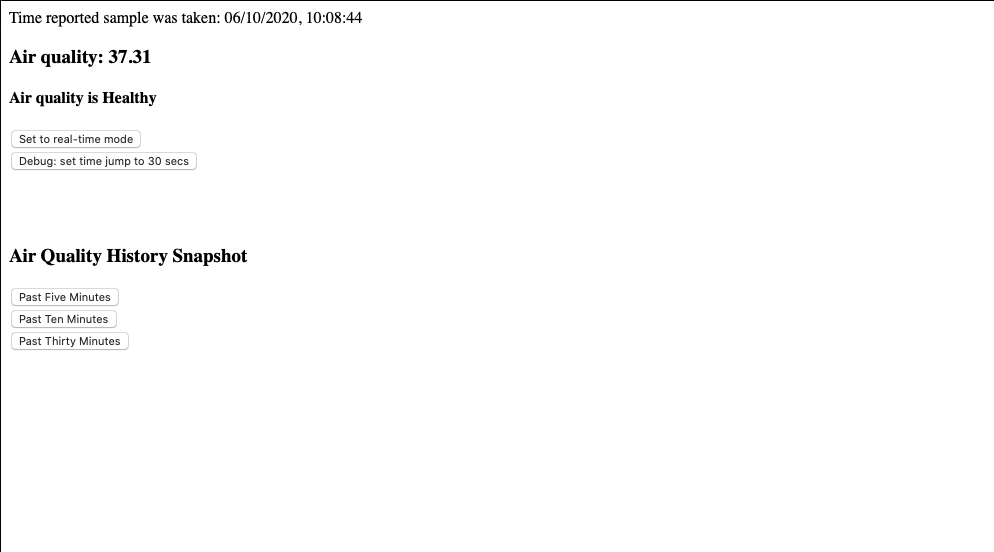 Time reported sample was taken: 06/10/2020, 10:08:44
Air quality: 37.31
Air quality is Healthy
Set to real-time mode
Debug: set time jump to 30 secs
Air Quality History Snapshot
Past Five Minutes
Past Ten Minutes
Past Thirty Minutes